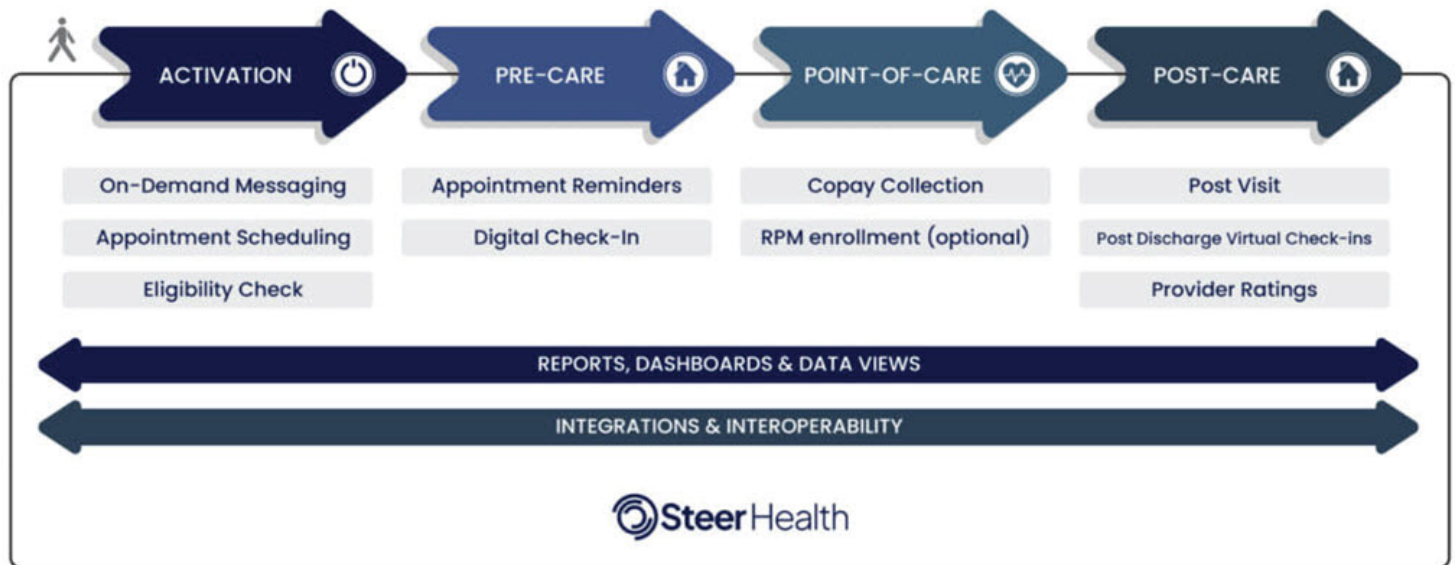 ACTIVATION
PRE-CARE
POINT-OF-CARE
POST-CARE
On-Demand Messaging
Appointment Scheduling
Eligibility Check
Appointment Reminders
Digital Check-In
Copay Collection
RPM enrollment (optional)
Post Visit
Post Discharge Virtual Check-ins
Provider Ratings
REPORTS, DASHBOARDS & DATA VIEWS
INTEGRATIONS & INTEROPERABILITY
SteerHealth